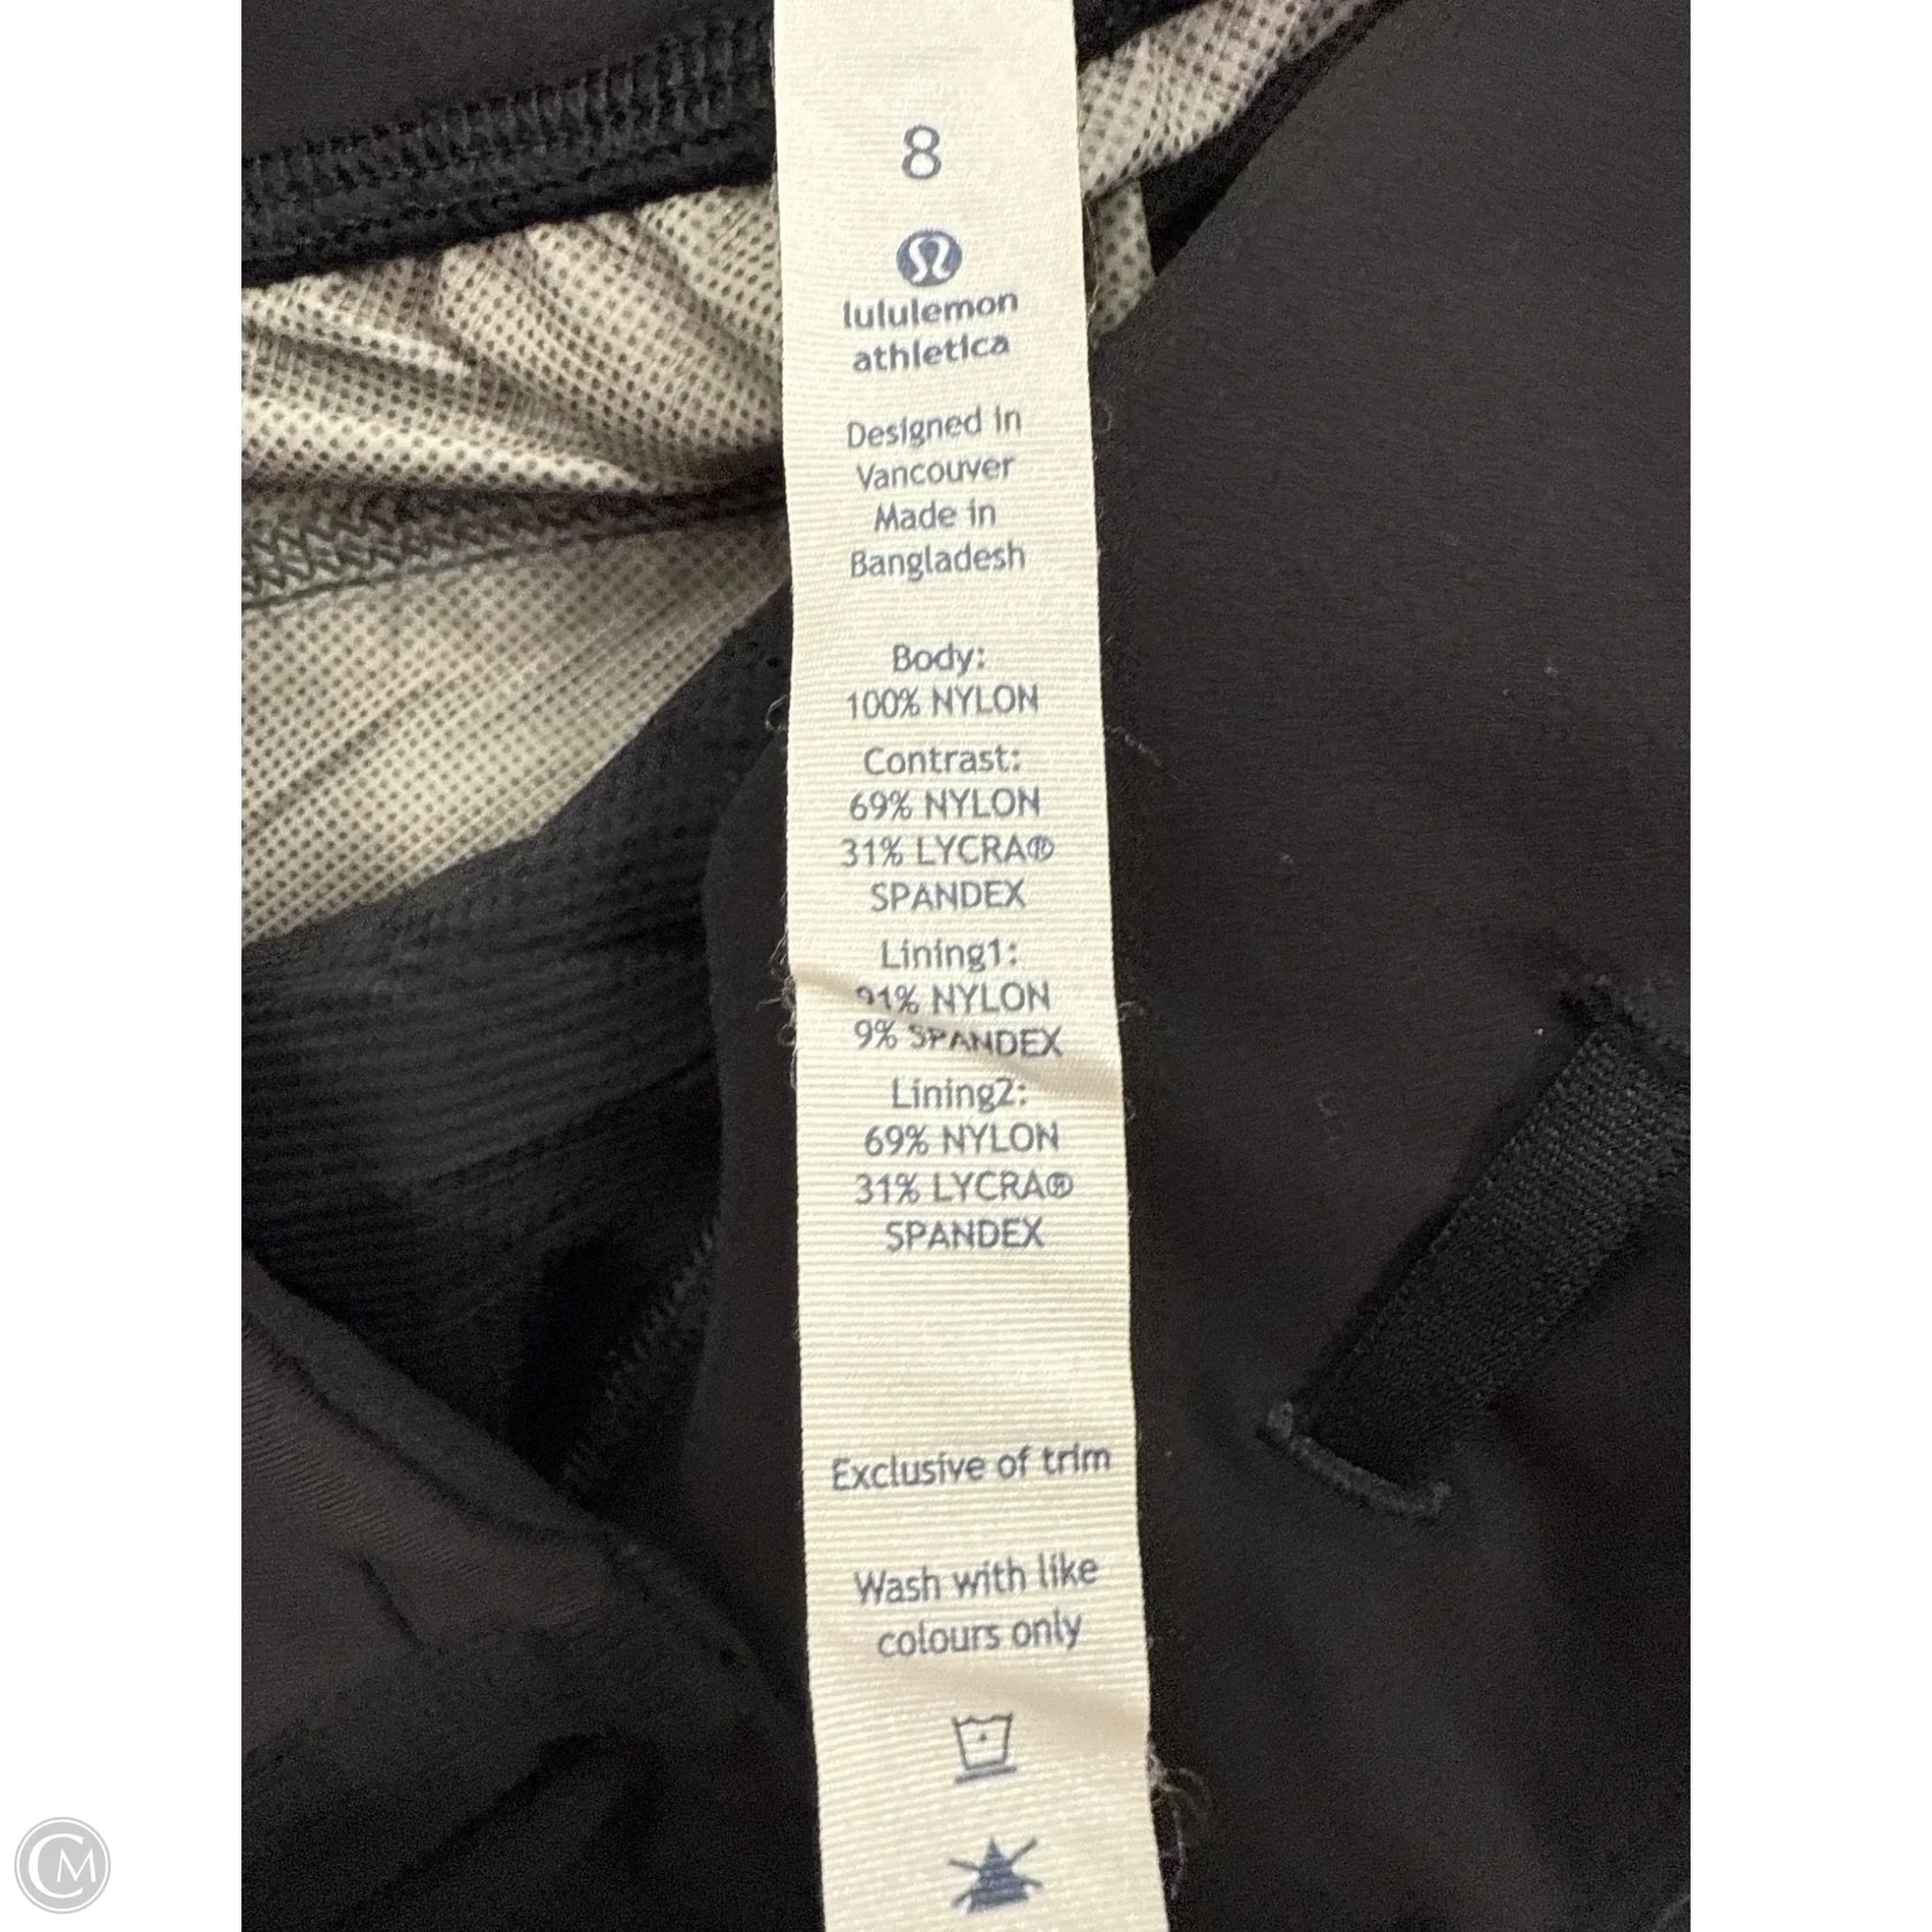 8
lululemon
athletica
Designed in
Vancouver
Made in
Bangladesh
Body:
100% NYLON
Contrast:
69% NYLON
31% LYCRA®
SPANDEX
Lining1:
91% NYLON
9% SPANDEX
Lining2:
69% NYLON
31% LYCRA®
SPANDEX
Exclusive of trim
Wash with like
colours only
CM